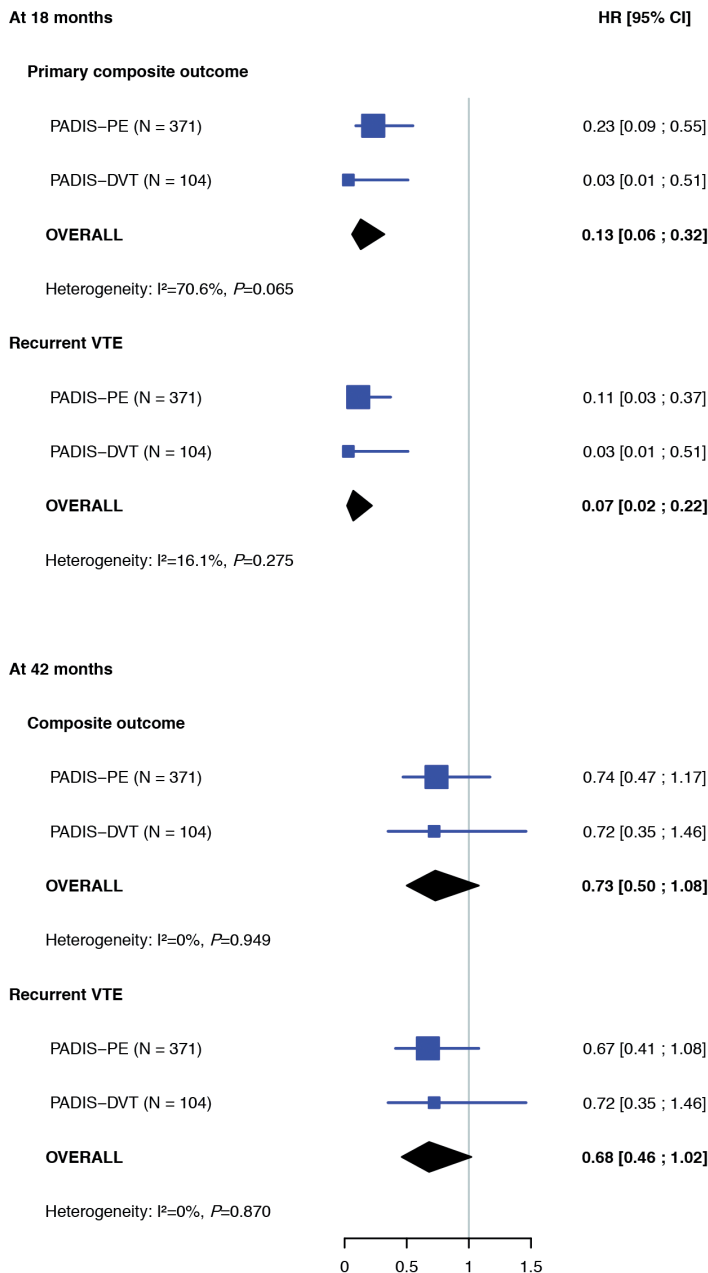 At 18 months HR [95% CI]
Primary composite outcome
PADIS−PE (N = 371) 0.23 [0.09 ; 0.55]
PADIS−DVT (N = 104) 0.03 [0.01 ; 0.51]
OVERALL 0.13 [0.06 ; 0.32]
Heterogeneity: I²=70.6%, P=0.065
Recurrent VTE
PADIS−PE (N = 371) 0.11 [0.03 ; 0.37]
PADIS−DVT (N = 104) 0.03 [0.01 ; 0.51]
OVERALL 0.07 [0.02 ; 0.22]
Heterogeneity: I²=16.1%, P=0.275
At 42 months
Composite outcome
PADIS−PE (N = 371) 0.74 [0.47 ; 1.17]
PADIS−DVT (N = 104) 0.72 [0.35 ; 1.46]
OVERALL 0.73 [0.50 ; 1.08]
Heterogeneity: I²=0%, P=0.949
Recurrent VTE
PADIS−PE (N = 371) 0.67 [0.41 ; 1.08]
PADIS−DVT (N = 104) 0.72 [0.35 ; 1.46]
OVERALL 0.68 [0.46 ; 1.02]
Heterogeneity: I²=0%, P=0.870
0 0.5 1 1.5